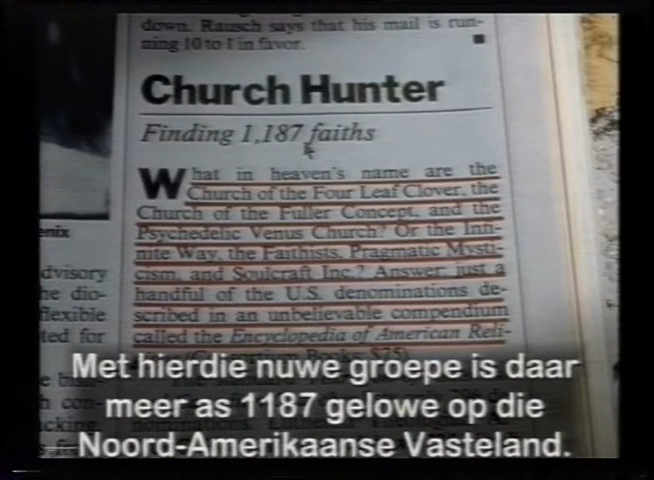 down. Rausch says that his mail is run-
ning 10 to 1 in favor.
Church Hunter
Finding 1,187 faiths
What in heaven's name are the
Church of the Four Leaf Clover, the
Church of the Fuller Concept, and the
Psychedelic Venus Church? Or the Infi-
nite Way, the Faithists, Pragmatic Mysti-
cism, and Soulcraft Inc.? Answer: just a
handful of the U.S. denominations de-
scribed in an unbelievable compendium
called the Encyclopedia of American Reli-
enix
dvisory
he dio-
flexible
ted for
Met hierdie nuwe groepe is daar
meer as 1187 gelowe op die
Noord-Amerikaanse Vasteland.